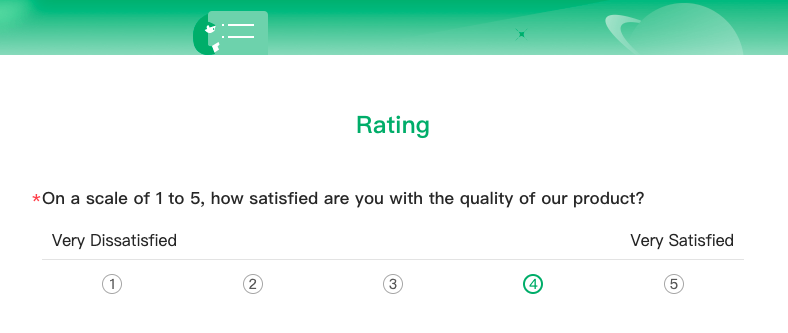 Rating
*On a scale of 1 to 5, how satisfied are you with the quality of our product?
Very Dissatisfied Very Satisfied
1 2 3 4 5